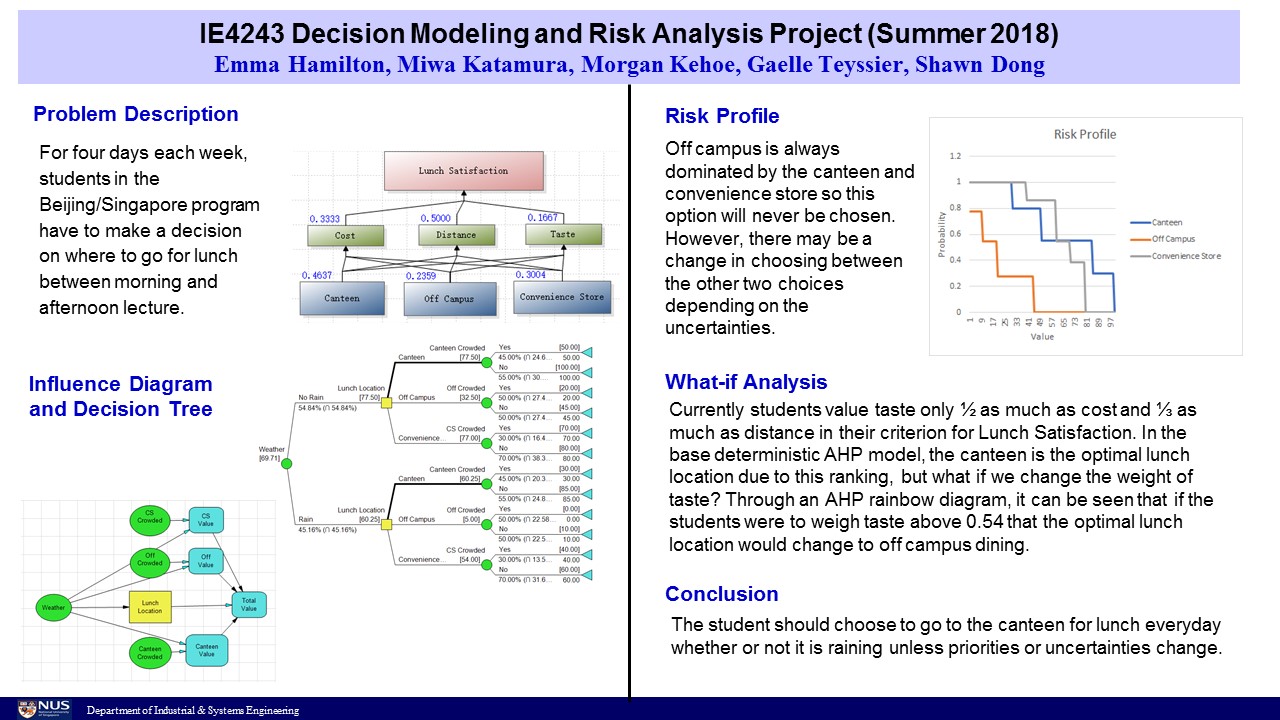 IE4243 Decision Modeling and Risk Analysis Project (Summer 2018)
Emma Hamilton, Miwa Katamura, Morgan Kehoe, Gaelle Teyssier, Shawn Dong
Problem Description
For four days each week,
students in the
Beijing/Singapore program
have to make a decision
on where to go for lunch
between morning and
afternoon lecture.
Lunch Satisfaction
0.3333
0.5000
0.1667
Cost
Distance
Taste
0.4637
0.2359
0.3004
Canteen
Off Campus
Convenience Store
Influence Diagram
and Decision Tree
Weather
[69.71]
No Rain
54.84% (∩ 54.84%)
Lunch Location
[77.50]
Canteen
Canteen Crowded
[77.50]
Yes
[50.00]
45.00% (∩ 24.6...
50.00
No
[100.00]
55.00% (∩ 30....
100.00
Off Campus
Off Crowded
[32.50]
Yes
[20.00]
50.00% (∩ 27.4...
20.00
No
[45.00]
50.00% (∩ 27.4...
45.00
Convenience...
CS Crowded
[77.00]
Yes
[70.00]
30.00% (∩ 16.4...
70.00
No
[80.00]
70.00% (∩ 38.3...
80.00
Rain
45.16% (∩ 45.16%)
Lunch Location
[60.25]
Canteen
Canteen Crowded
[60.25]
Yes
[30.00]
45.00% (∩ 20.3...
30.00
No
[85.00]
55.00% (∩ 24.8...
85.00
Off Campus
Off Crowded
[5.00]
Yes
[0.00]
50.00% (∩ 22.58...
0.00
No
[10.00]
50.00% (∩ 22.5...
10.00
Convenience...
CS Crowded
[54.00]
Yes
[40.00]
30.00% (∩ 13.5...
40.00
No
[60.00]
70.00% (∩ 31.6...
60.00
CS
Crowded
CS
Value
Off
Crowded
Off
Value
Weather
Lunch
Location
Total
Value
Canteen
Crowded
Canteen
Value
Risk Profile
Off campus is always
dominated by the canteen and
convenience store so this
option will never be chosen.
However, there may be a
change in choosing between
the other two choices
depending on the
uncertainties.
Risk Profile
Probability
1.2
1
0.8
0.6
0.4
0.2
0
1 9 17 25 33 41 49 57 65 73 81 89 97
Value
Canteen
Off Campus
Convenience Store
What-if Analysis
Currently students value taste only ½ as much as cost and ⅓ as
much as distance in their criterion for Lunch Satisfaction. In the
base deterministic AHP model, the canteen is the optimal lunch
location due to this ranking, but what if we change the weight of
taste? Through an AHP rainbow diagram, it can be seen that if the
students were to weigh taste above 0.54 that the optimal lunch
location would change to off campus dining.
Conclusion
The student should choose to go to the canteen for lunch everyday
whether or not it is raining unless priorities or uncertainties change.
NUS
National University
of Singapore
Department of Industrial & Systems Engineering